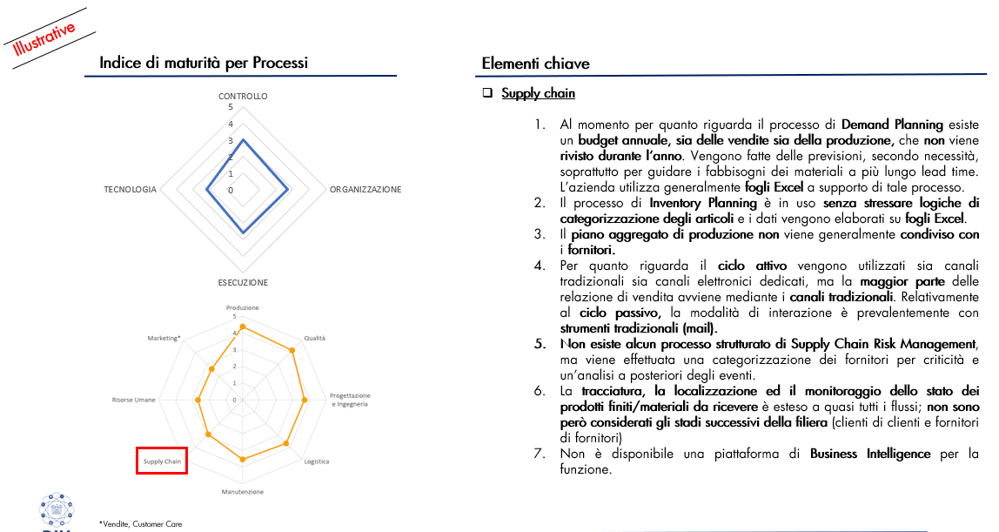 Illustrative
Indice di maturità per Processi
CONTROLLO
5
4
3
2
1
0
TECNOLOGIA
ORGANIZZAZIONE
ESECUZIONE
Produzione
5
4
3
2
1
0
Marketing*
Qualità
Risorse Umane
Progettazione
e Ingegneria
Supply Chain
Logistica
Manutenzione
*Vendite, Customer Care
Elementi chiave
❑ Supply chain
1. Al momento per quanto riguarda il processo di Demand Planning esiste
un budget annuale, sia delle vendite sia della produzione, che non viene
rivisto durante l’anno. Vengono fatte delle previsioni, secondo necessità,
soprattutto per guidare i fabbisogni dei materiali a più lungo lead time.
L’azienda utilizza generalmente fogli Excel a supporto di tale processo.
2. Il processo di Inventory Planning è in uso senza stressare logiche di
categorizzazione degli articoli e i dati vengono elaborati su fogli Excel.
3. Il piano aggregato di produzione non viene generalmente condiviso con
i fornitori.
4. Per quanto riguarda il ciclo attivo vengono utilizzati sia canali
tradizionali sia canali elettronici dedicati, ma la maggior parte delle
relazione di vendita avviene mediante i canali tradizionali. Relativamente
al ciclo passivo, la modalità di interazione è prevalentemente con
strumenti tradizionali (mail).
5. Non esiste alcun processo strutturato di Supply Chain Risk Management,
ma viene effettuata una categorizzazione dei fornitori per criticità e
un’analisi a posteriori degli eventi.
6. La tracciatura, la localizzazione ed il monitoraggio dello stato dei
prodotti finiti/materiali da ricevere è esteso a quasi tutti i flussi; non sono
però considerati gli stadi successivi della filiera (clienti di clienti e fornitori
di fornitori)
7. Non è disponibile una piattaforma di Business Intelligence per la
funzione.